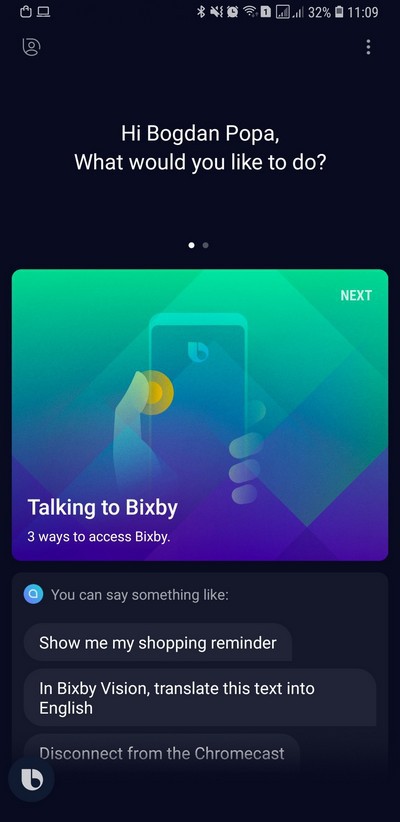 32% 11:09
Hi Bogdan Popa,
What would you like to do?
NEXT
Talking to Bixby
3 ways to access Bixby.
You can say something like:
Show me my shopping reminder
In Bixby Vision, translate this text into
English
Disconnect from the Chromecast